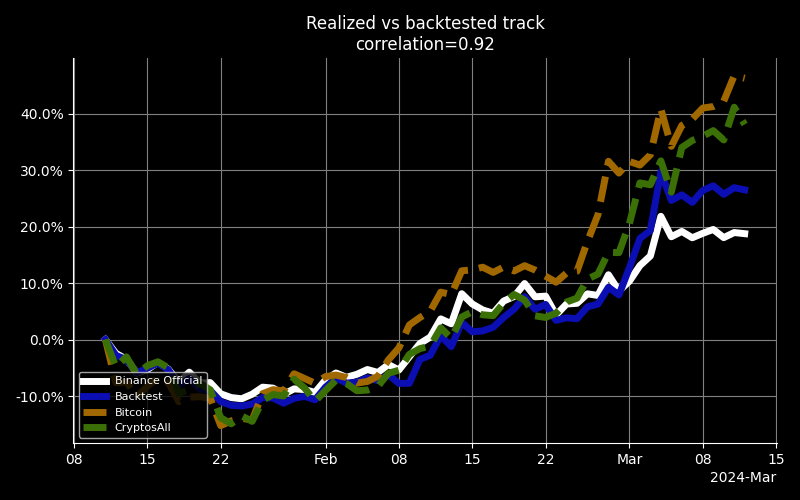 Realized vs backtested track
correlation=0.92
40.0%
30.0%
20.0%
10.0%
0.0%
-10.0%
Binance Official
Backtest
Bitcoin
CryptosAll
08 15 22 Feb 08 15 22 Mar 08 15
2024-Mar